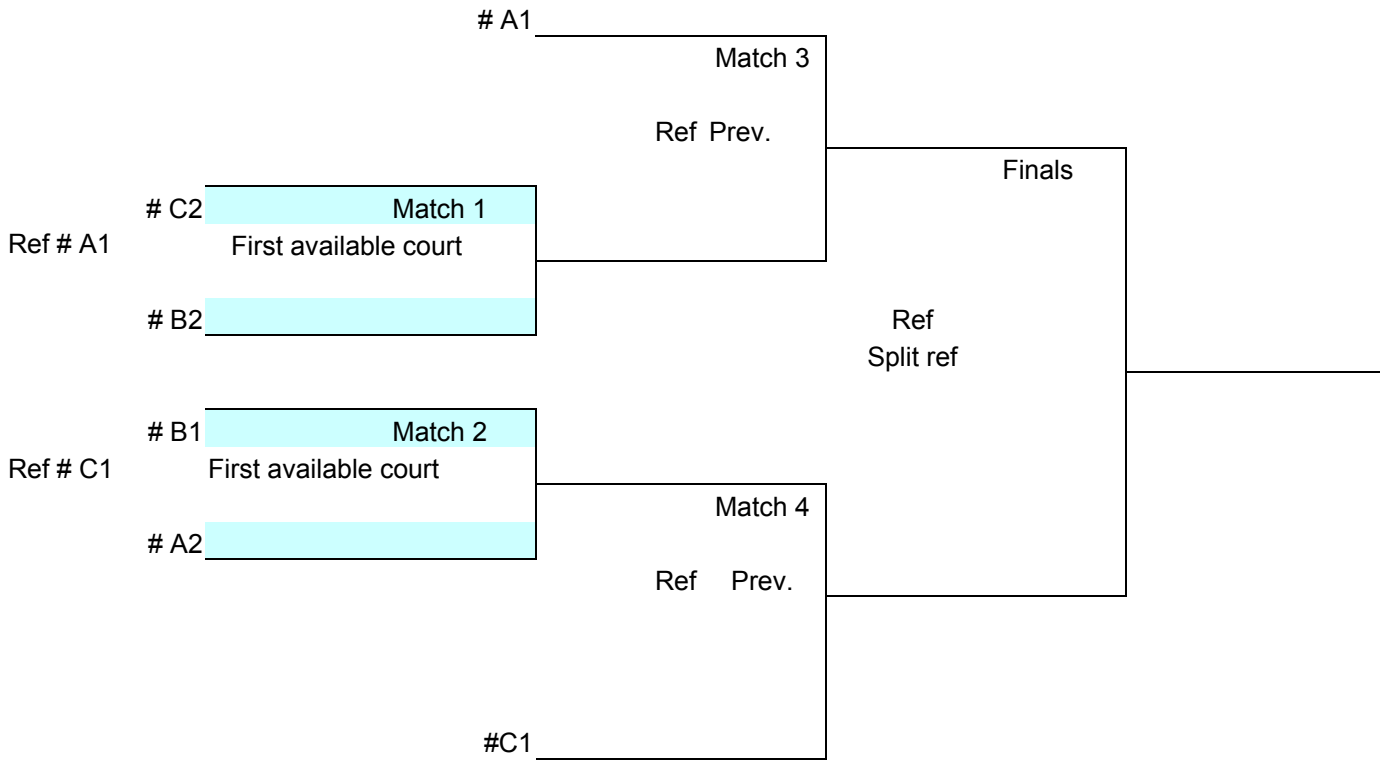 # A1
Match 3
Ref Prev.
Finals
# C2 Match 1
Ref # A1 First available court
# B2
Ref
Split ref
# B1 Match 2
Ref # C1 First available court
Match 4
# A2
Ref Prev.
#C1